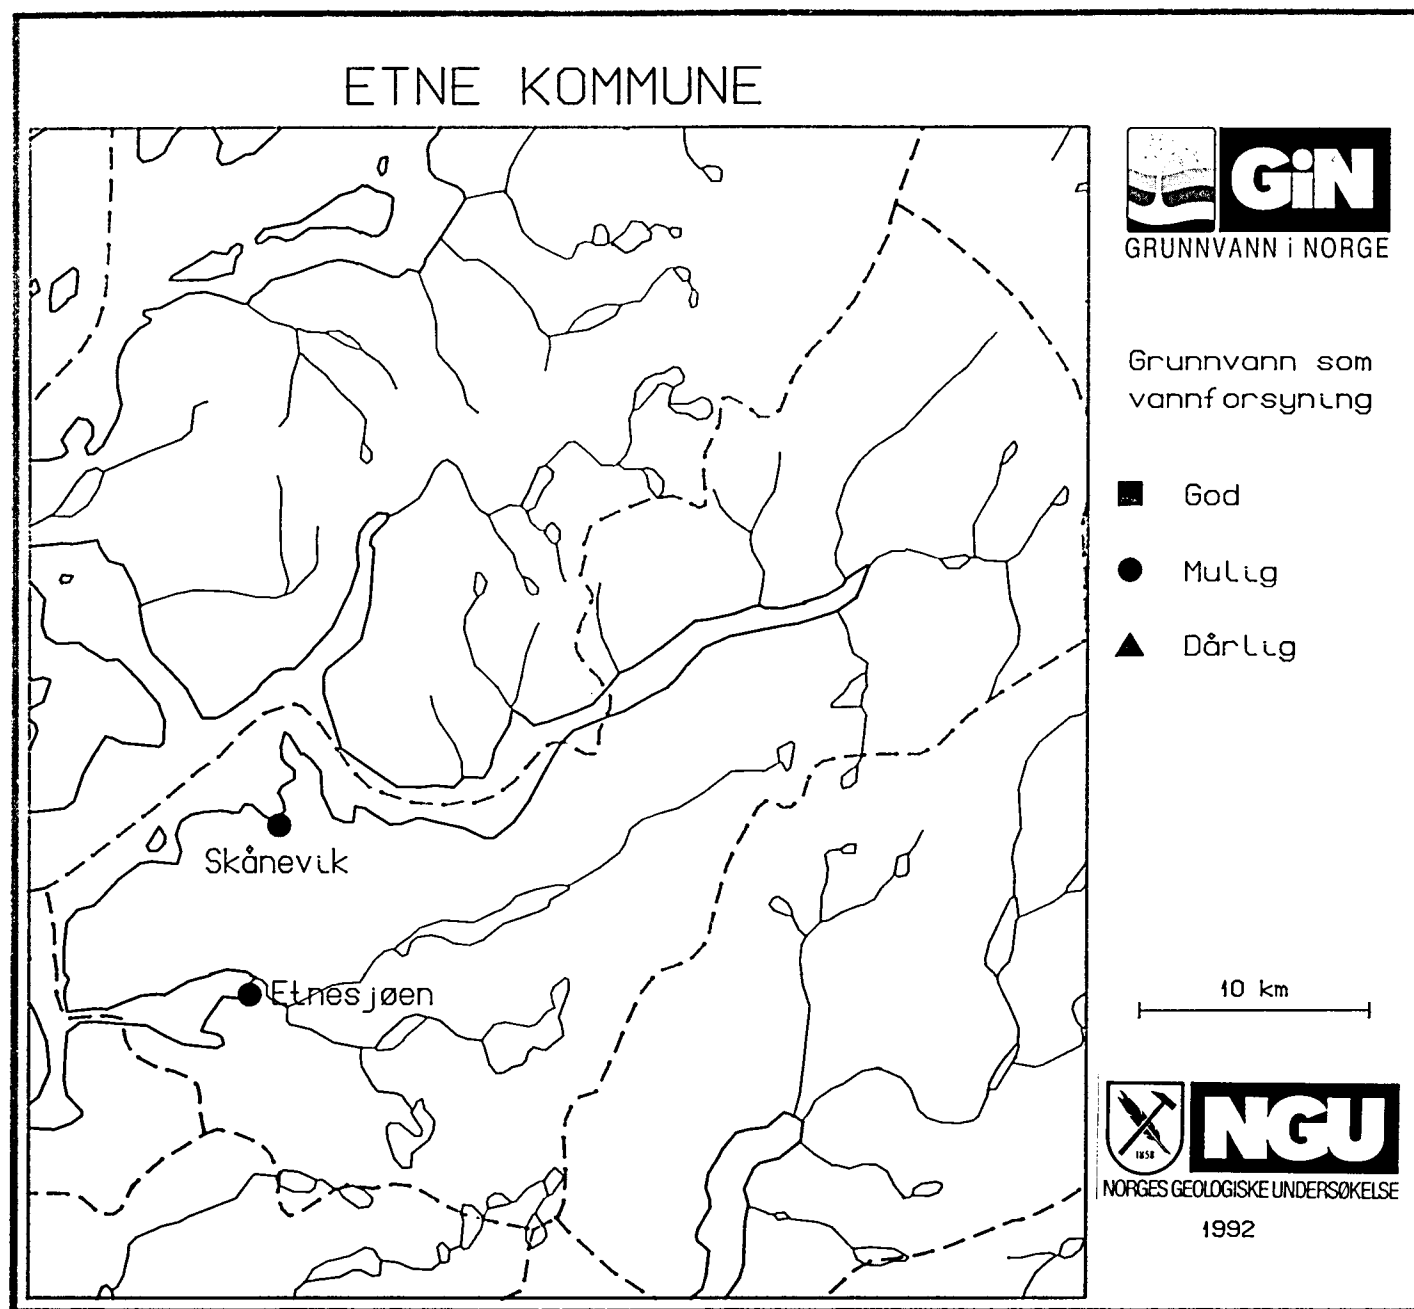 ETNE KOMMUNE
GiN
GRUNNVANN i NORGE
Grunnvann som
vannforsyning
God
Mulig
Dårlig
Skånevik
Etnesjøen
10 km
1858
NGU
NORGES GEOLOGISKE UNDERSØKELSE
1992